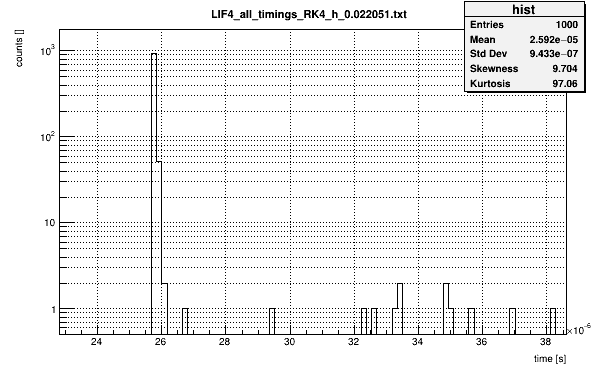 LIF4_all_timings_RK4_h_0.022051.txt
hist
Entries 1000
Mean 2.592e−05
Std Dev 9.433e−07
Skewness 9.704
Kurtosis 97.06
counts []
10³
10²
10
1
24 26 28 30 32 34 36 38
×10⁻⁶
time [s]